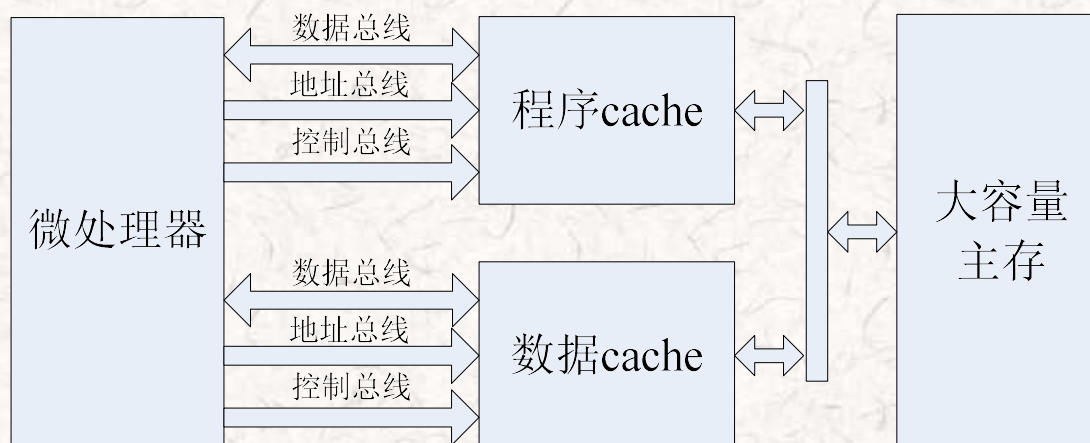 微处理器
数据总线
地址总线
控制总线
程序cache
数据总线
地址总线
控制总线
数据cache
大容量
主存